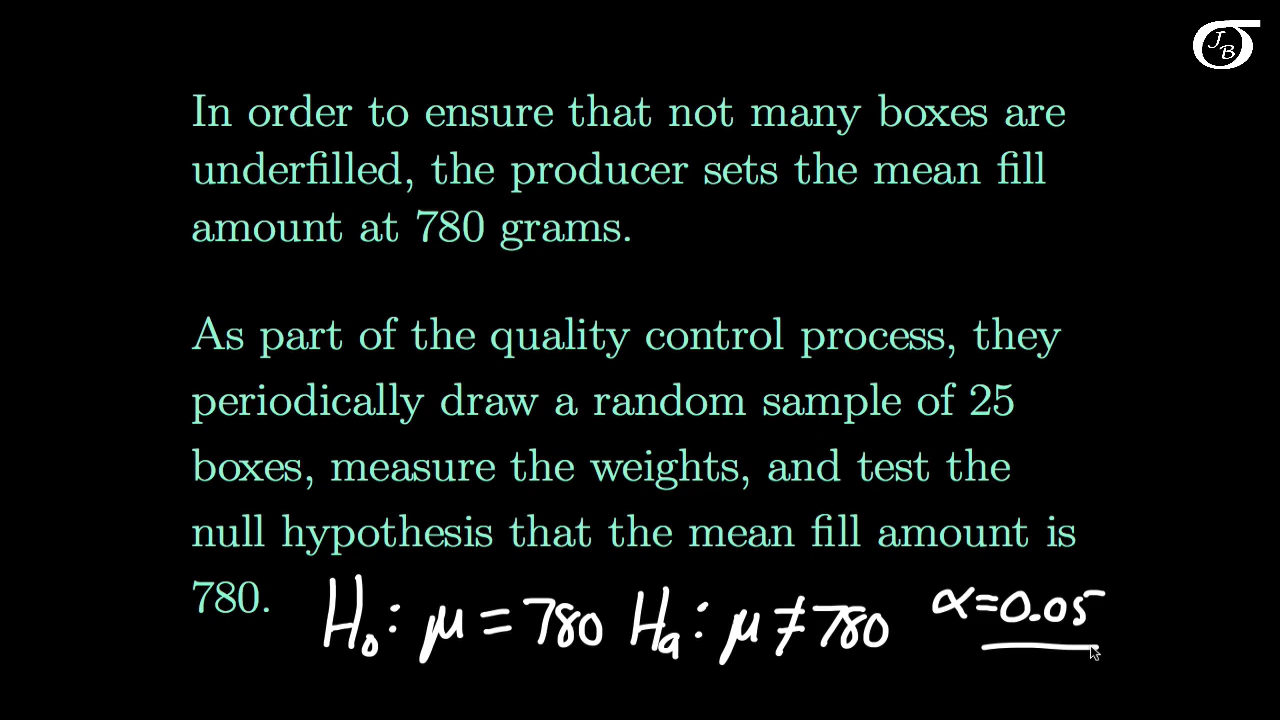 JB
In order to ensure that not many boxes are
underfilled, the producer sets the mean fill
amount at 780 grams.
As part of the quality control process, they
periodically draw a random sample of 25
boxes, measure the weights, and test the
null hypothesis that the mean fill amount is
780. H₀: μ = 780 Hₐ: μ ≠ 780 α = 0.05